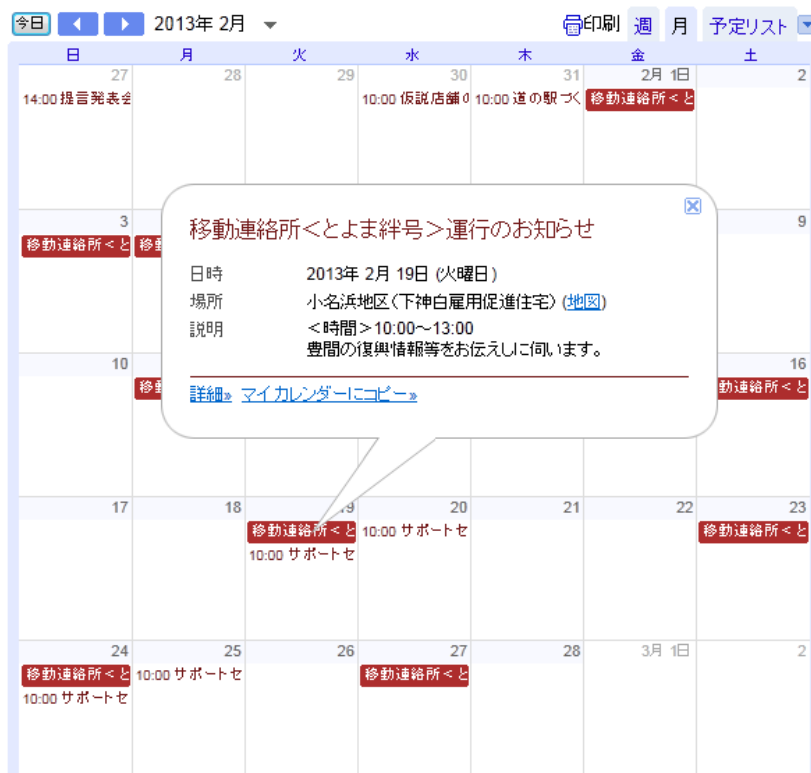 今日 2013年 2月 印刷 週 月 予定リスト
日 月 火 水 木 金 土
27 28 29 30 31 2月 1日 2
14:00 提言発表会 10:00 仮説店舗の 10:00 道の駅づく 移動連絡所<と
3 9
移動連絡所<と 移動
移動連絡所<とよま絆号>運行のお知らせ
日時 2013年 2月 19日 (火曜日)
場所 小名浜地区(下神白雇用促進住宅) (地図)
説明 <時間>10:00~13:00
豊間の復興情報等をお伝えしに伺います。
詳細» マイカレンダーにコピー»
10 16
移動 動連絡所<と
17 18 19 20 21 22 23
移動連絡所<と 10:00 サポートセ 移動連絡所<と
10:00 サポートセ
24 25 26 27 28 3月 1日 2
移動連絡所<と 10:00 サポートセ 移動連絡所<と
10:00 サポートセ